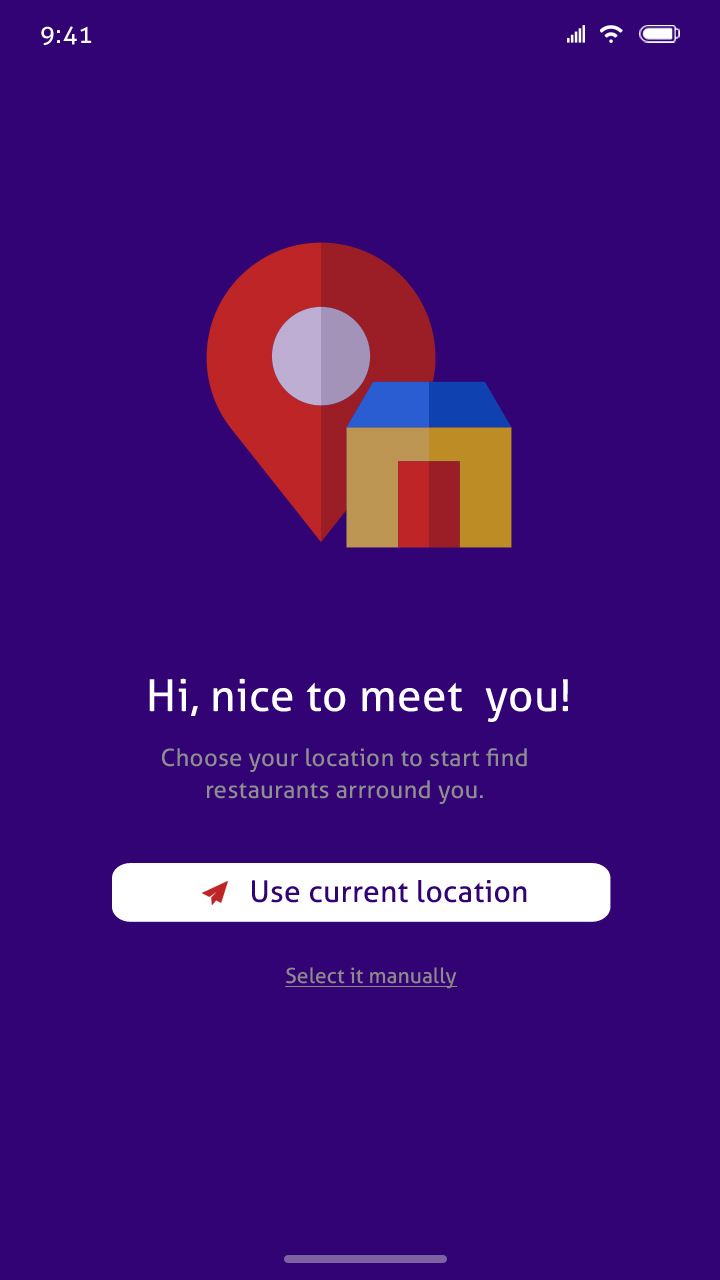 9:41
Hi, nice to meet  you!
Choose your location to start find
restaurants arrround you.
Use current location
Select it manually